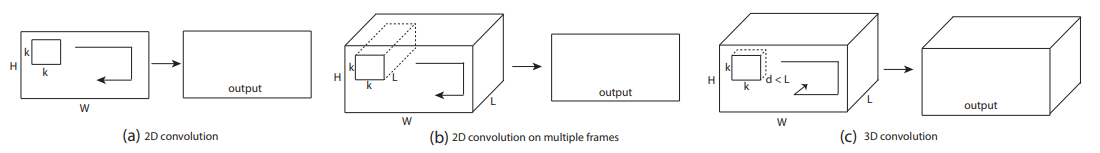 k
k
H
W
output
(a) 2D convolution
k
k
L
H
W
L
output
(b) 2D convolution on multiple frames
k
k
d < L
H
W
L
output
(c) 3D convolution